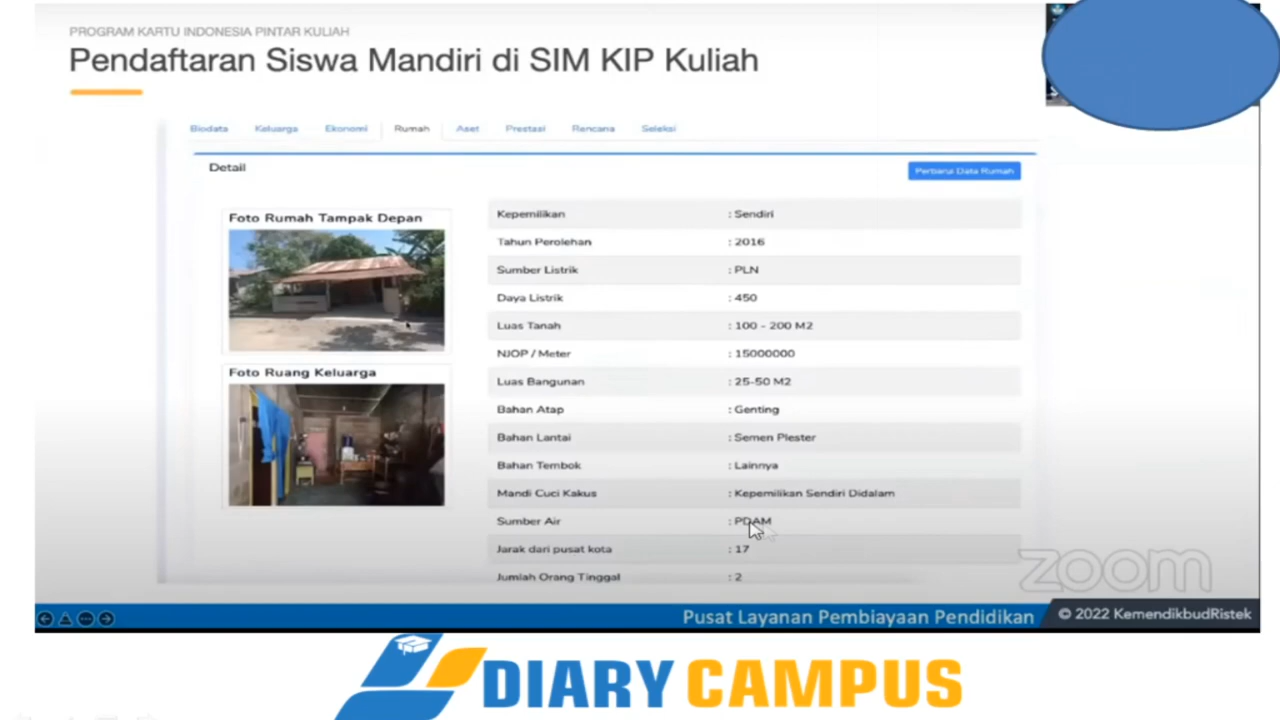 PROGRAM KARTU INDONESIA PINTAR KULIAH
Pendaftaran Siswa Mandiri di SIM KIP Kuliah
Biodata Keluarga Ekonomi Rumah Aset Prestasi Rencana Seleksi
Detail
Perbarui Data Rumah
Foto Rumah Tampak Depan
Foto Ruang Keluarga
Kepemilikan : Sendiri
Tahun Perolehan : 2016
Sumber Listrik : PLN
Daya Listrik : 450
Luas Tanah : 100 - 200 M2
NJOP / Meter : 15000000
Luas Bangunan : 25-50 M2
Bahan Atap : Genting
Bahan Lantai : Semen Plester
Bahan Tembok : Lainnya
Mandi Cuci Kakus : Kepemilikan Sendiri Didalam
Sumber Air : PDAM
Jarak dari pusat kota : 17
Jumlah Orang Tinggal : 2
zoom
Pusat Layanan Pembiayaan Pendidikan
© 2022 KemendikbudRistek
DIARY CAMPUS